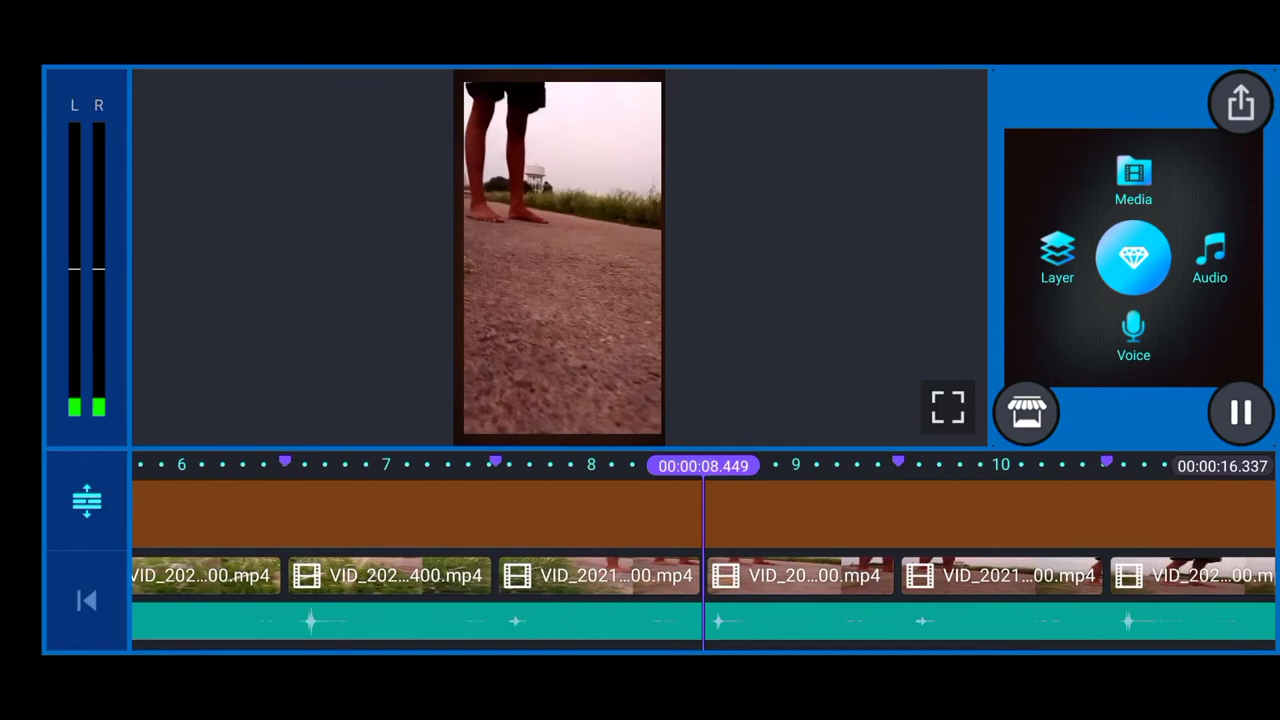 L R
Media
Layer
Audio
Voice
6 7 8 00:00:08.449 9 10 00:00:16.337
VID_202...00.mp4 VID_202...400.mp4 VID_2021...00.mp4 VID_20...00.mp4 VID_2021...00.mp4 VID_202...00.m